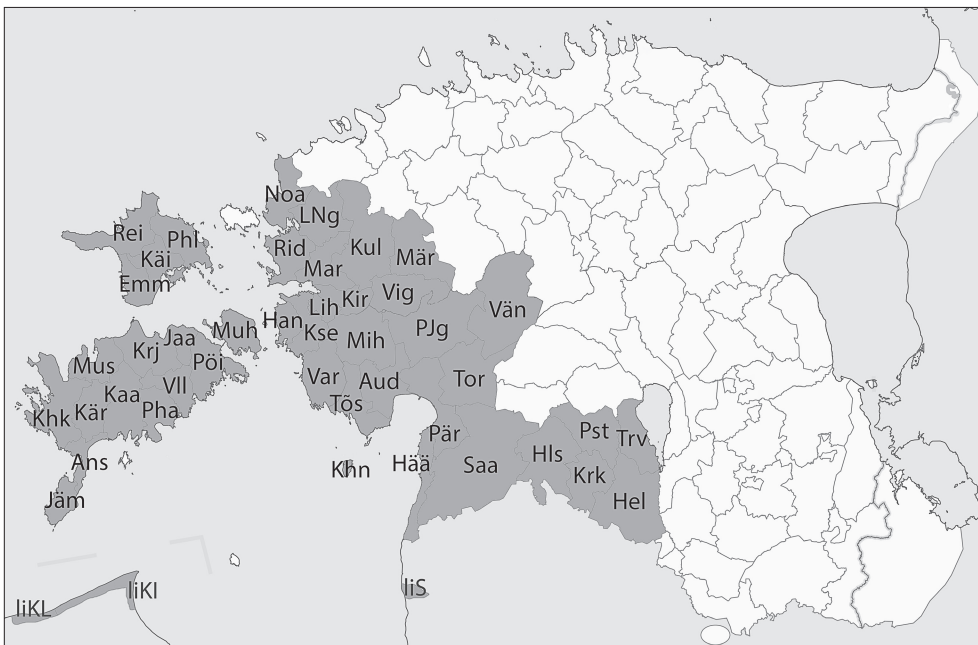 Noa
LNg
Rei
Phl
Käi
Emm
Rid
Kul
Mär
Mar
Vig
Kir
Lih
Han
Kse
Mih
PJg
Vän
Muh
Jaa
Krj
Mus
Pöi
Vll
Kaa
Khk
Kär
Pha
Var
Aud
Tõs
Tor
Ans
Jäm
Khn
Hää
Pär
Saa
Hls
Pst
Trv
Krk
Hel
liKL
liKI
liS